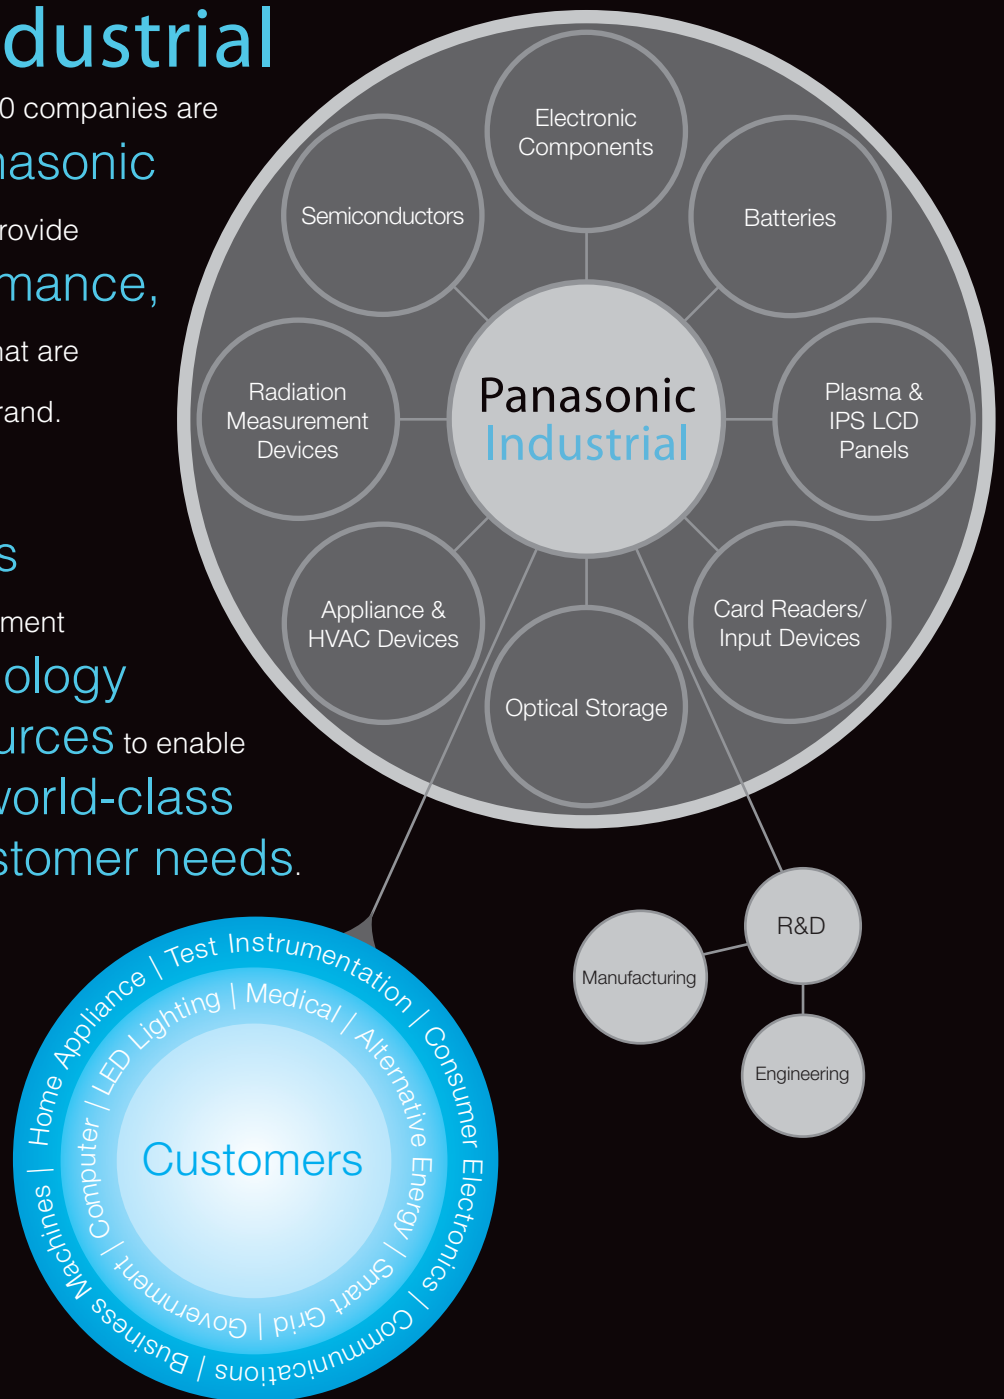 dustrial
0 companies are
nasonic
rovide
mance,
hat are
rand.
s
ment
ology
urces to enable
world-class
stomer needs.
Electronic
Components
Semiconductors
Batteries
Radiation
Measurement
Devices
Panasonic
Industrial
Plasma &
IPS LCD
Panels
Appliance &
HVAC Devices
Card Readers/
Input Devices
Optical Storage
R&D
Manufacturing
Engineering
Home Appliance | Test Instrumentation | Consumer Electronics | Communications | Business Machines |
Computer | LED Lighting | Medical | Alternative Energy | Smart Grid | Government |
Customers